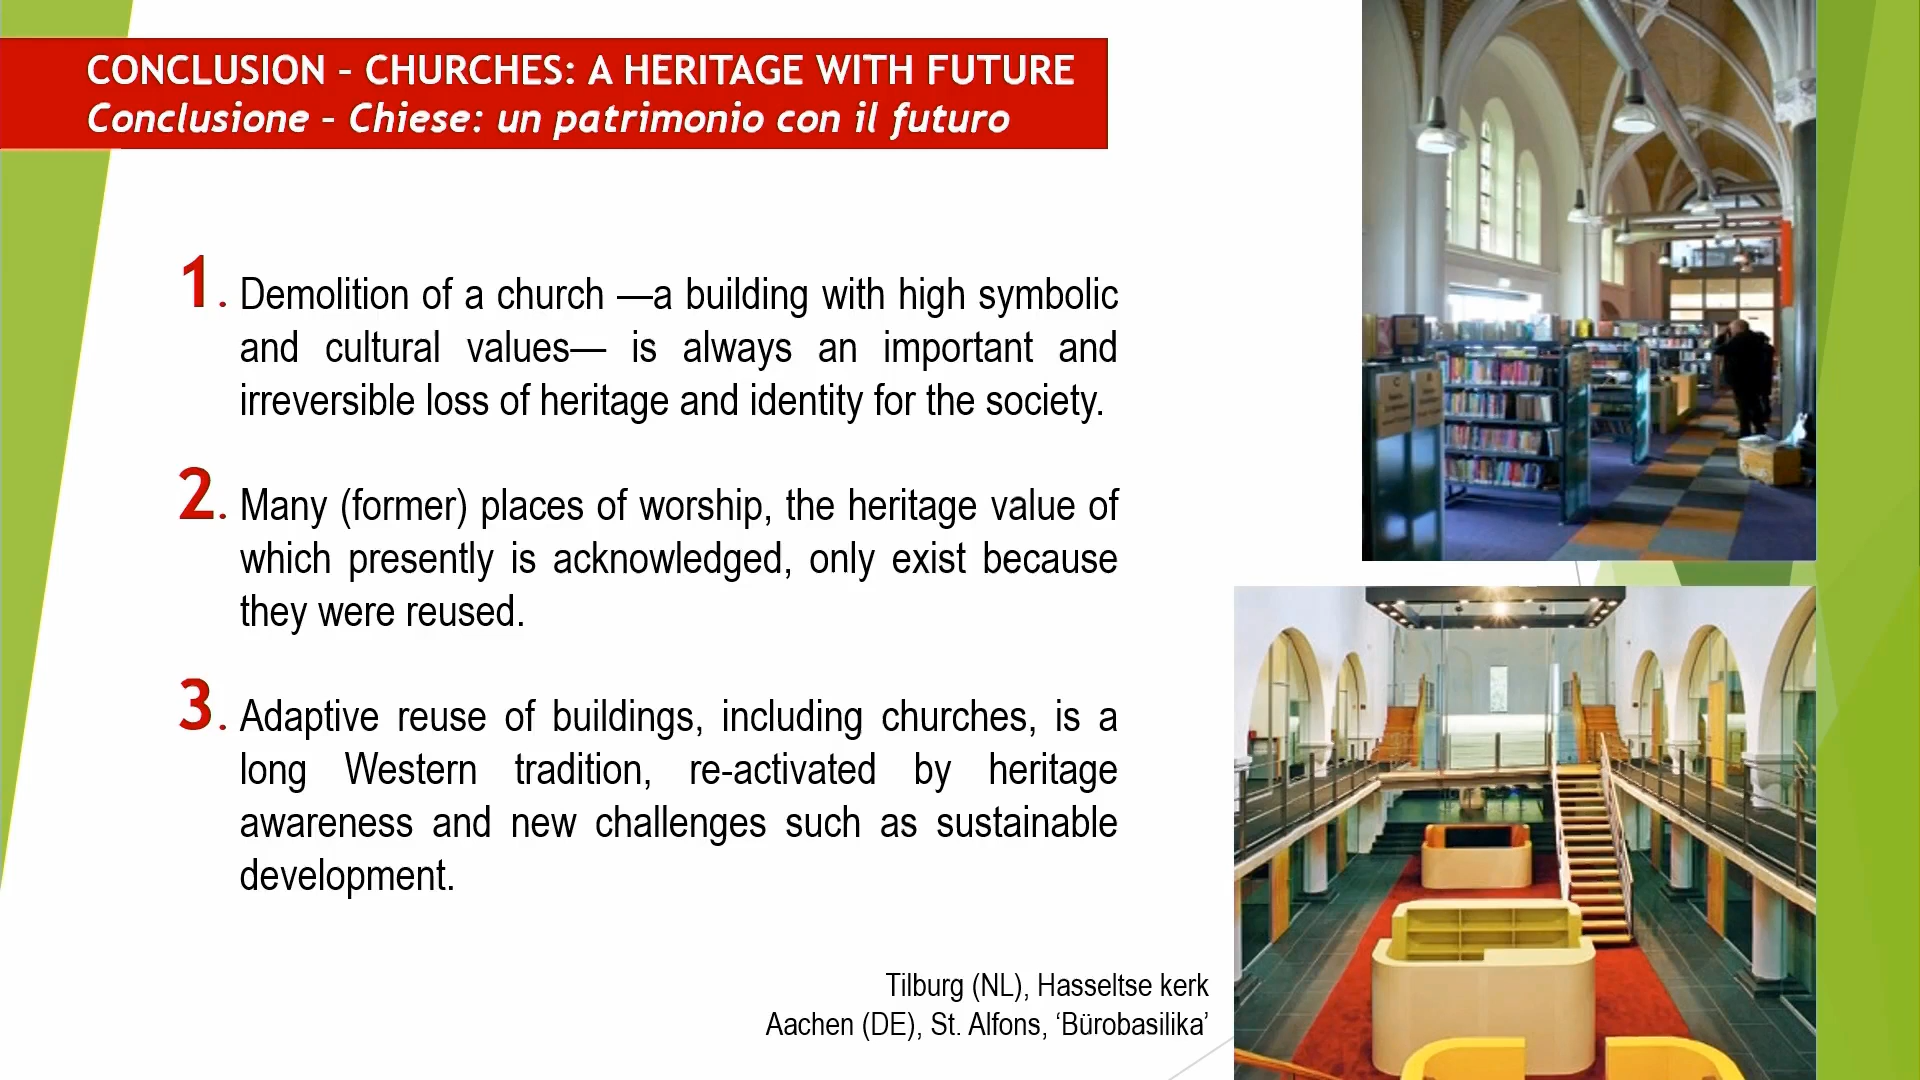 CONCLUSION – CHURCHES: A HERITAGE WITH FUTURE
Conclusione – Chiese: un patrimonio con il futuro
1. Demolition of a church —a building with high symbolic
and cultural values— is always an important and
irreversible loss of heritage and identity for the society.
2. Many (former) places of worship, the heritage value of
which presently is acknowledged, only exist because
they were reused.
3. Adaptive reuse of buildings, including churches, is a
long Western tradition, re-activated by heritage
awareness and new challenges such as sustainable
development.
Tilburg (NL), Hasseltse kerk
Aachen (DE), St. Alfons, ‘Bürobasilika’